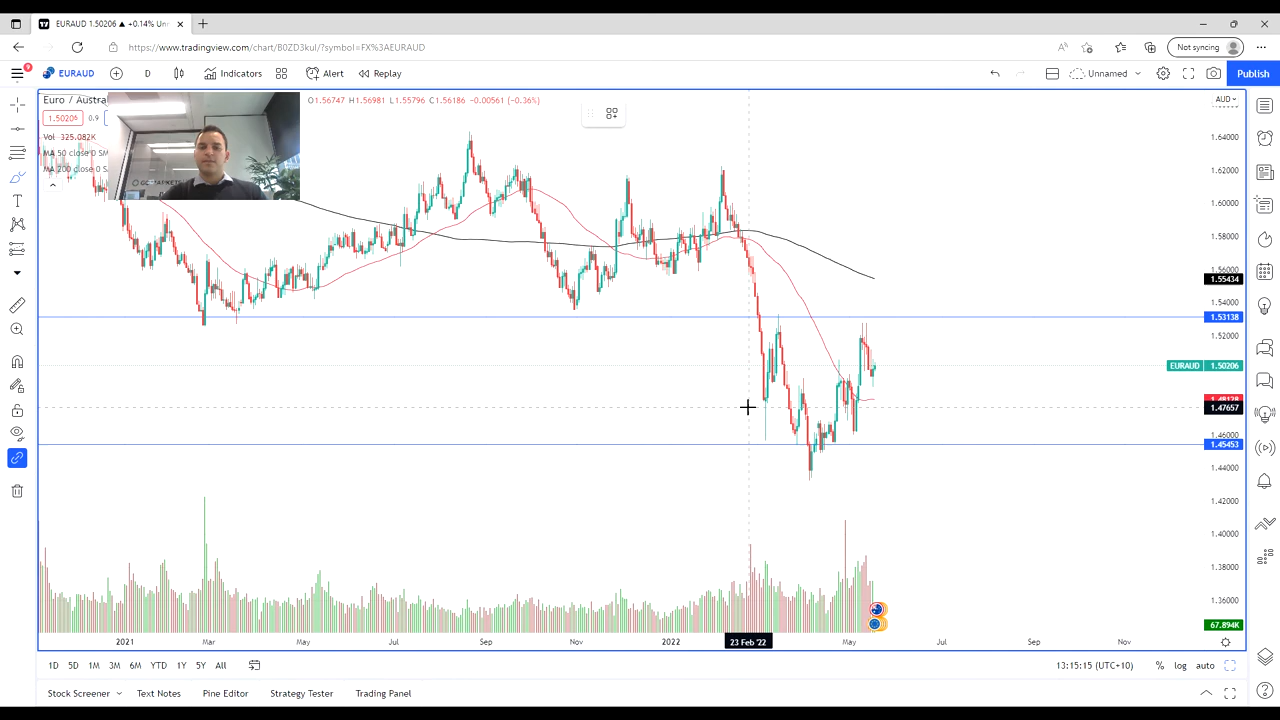 EURAUD 1.50206 ▲ +0.14% Un
https://www.tradingview.com/chart/B0ZD3kul/?symbol=FX%3AEURAUD
Not syncing
9
EURAUD
D
Indicators
Alert
Replay
Unnamed
Publish
Euro / Austra
O1.56747 H1.56981 L1.55796 C1.56186 -0.00561 (-0.36%)
AUD
1.50206 0.9
Vol 325.082K
MA 50 close 0 SM
MA 200 close 0 S
1.64000
1.62000
1.60000
1.58000
1.56000
1.55434
1.54000
1.53138
1.52000
EURAUD 1.50206
1.48128
1.47657
1.46000
1.45453
1.44000
1.42000
1.40000
1.38000
1.36000
67.894K
2021 Mar May Jul Sep Nov 2022 23 Feb '22 May Jul Sep Nov
1D 5D 1M 3M 6M YTD 1Y 5Y All
13:15:15 (UTC+10) % log auto
Stock Screener Text Notes Pine Editor Strategy Tester Trading Panel